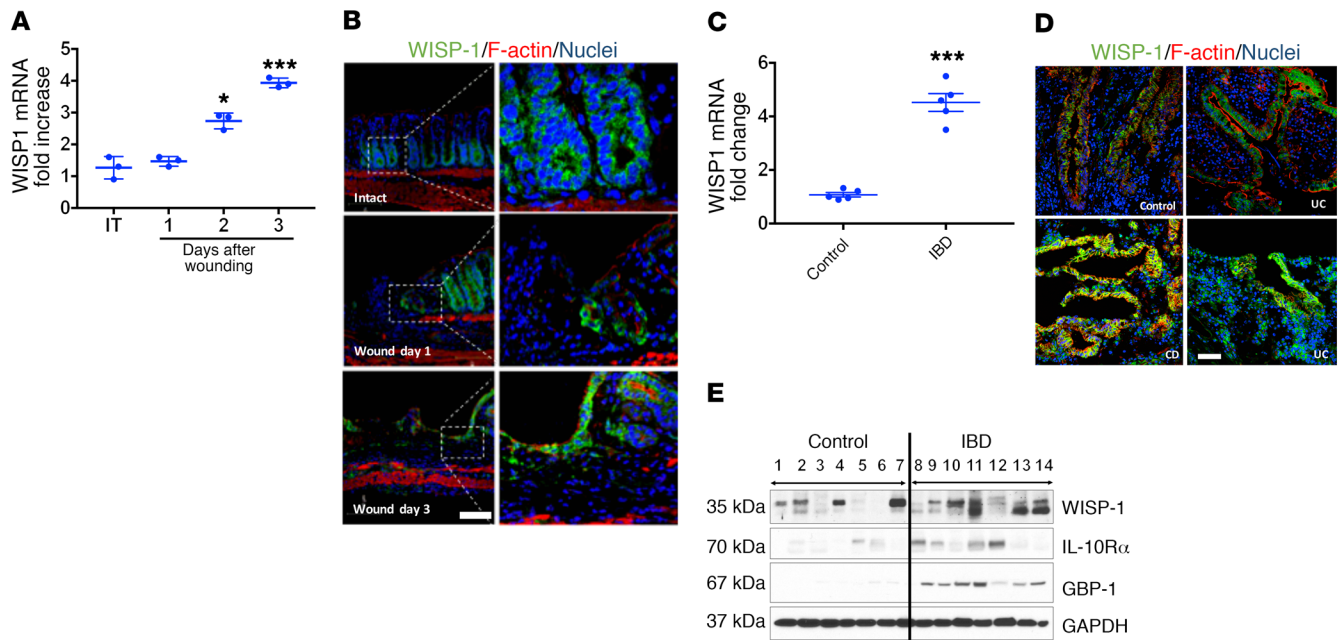 A
WISP1 mRNA
fold increase
5
4
3
2
1
0
*
***
IT
1
2
3
Days after
wounding
B
WISP-1/F-actin/Nuclei
Intact
Wound day 1
Wound day 3
C
WISP1 mRNA
fold change
6
4
2
0
***
Control
IBD
D
WISP-1/F-actin/Nuclei
Control
UC
CD
UC
E
Control
IBD
1 2 3 4 5 6 7 8 9 10 11 12 13 14
35 kDa
WISP-1
70 kDa
IL-10Rα
67 kDa
GBP-1
37 kDa
GAPDH